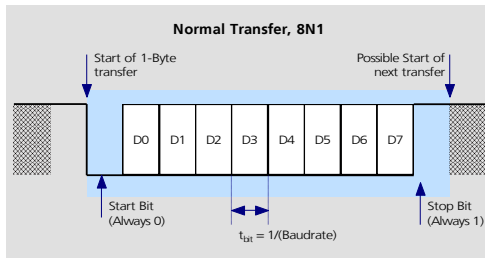 Normal Transfer, 8N1
Start of 1-Byte
transfer
Possible Start of
next transfer
D0 D1 D2 D3 D4 D5 D6 D7
Start Bit
(Always 0)
Stop Bit
(Always 1)
tbit = 1/(Baudrate)